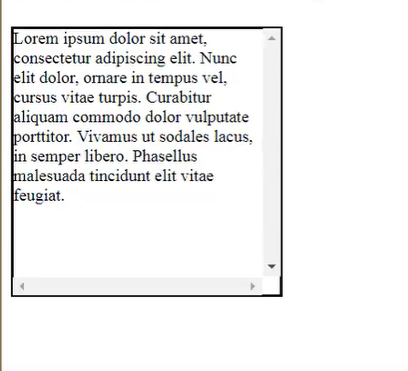 Lorem ipsum dolor sit amet,
consectetur adipiscing elit. Nunc
elit dolor, ornare in tempus vel,
cursus vitae turpis. Curabitur
aliquam commodo dolor vulputate
porttitor. Vivamus ut sodales lacus,
in semper libero. Phasellus
malesuada tincidunt elit vitae
feugiat.